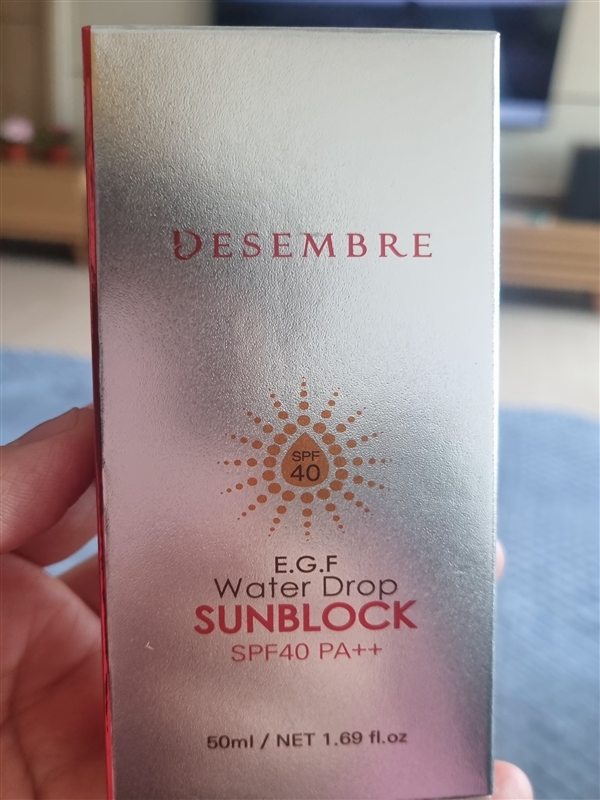 DESEMBRE
SPF
40
E.G.F
Water Drop
SUNBLOCK
SPF40 PA++
50ml / NET 1.69 fl.oz